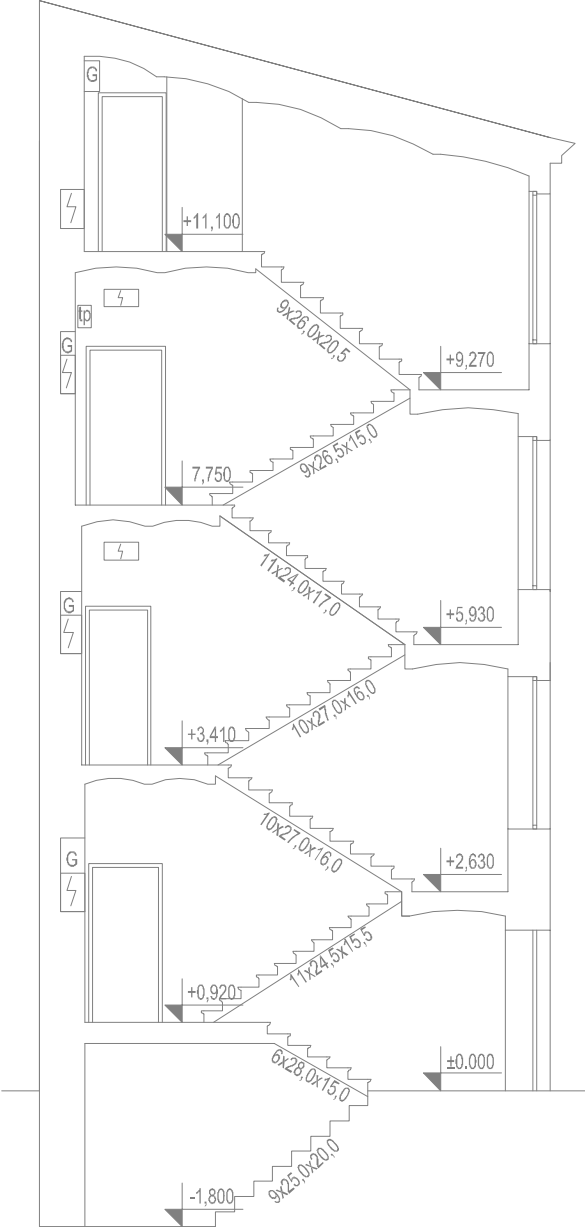 G
+11,100
9x26,0x20,5
tp
G
+9,270
9x26,5x15,0
7,750
11x24,0x17,0
G
+5,930
10x27,0x16,0
+3,410
10x27,0x16,0
G
+2,630
11x24,5x15,5
+0,920
6x28,0x15,0
±0.000
9x25,0x20,0
-1,800